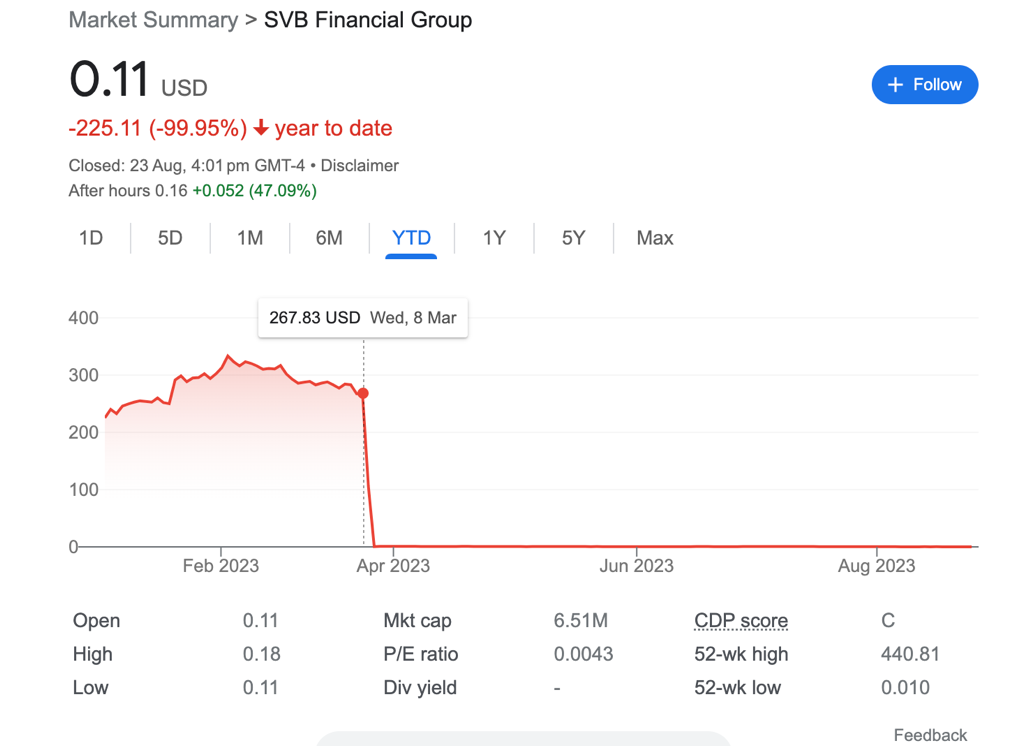 Market Summary > SVB Financial Group
0.11 USD
+ Follow
-225.11 (-99.95%) ↓ year to date
Closed: 23 Aug, 4:01 pm GMT-4 • Disclaimer
After hours 0.16 +0.052 (47.09%)
1D 5D 1M 6M YTD 1Y 5Y Max
267.83 USD Wed, 8 Mar
400
300
200
100
0
Feb 2023 Apr 2023 Jun 2023 Aug 2023
Open 0.11 Mkt cap 6.51M CDP score C
High 0.18 P/E ratio 0.0043 52-wk high 440.81
Low 0.11 Div yield - 52-wk low 0.010
Feedback